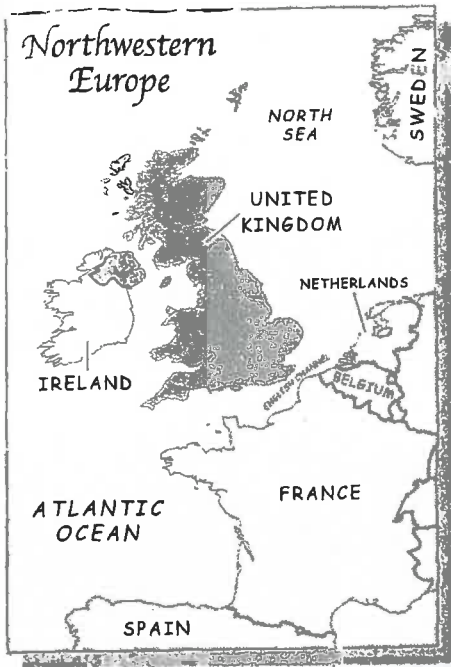 Northwestern
Europe
NORTH
SEA
SWEDEN
UNITED
KINGDOM
NETHERLANDS
IRELAND
ENGLISH CHANNEL
BELGIUM
FRANCE
ATLANTIC
OCEAN
SPAIN